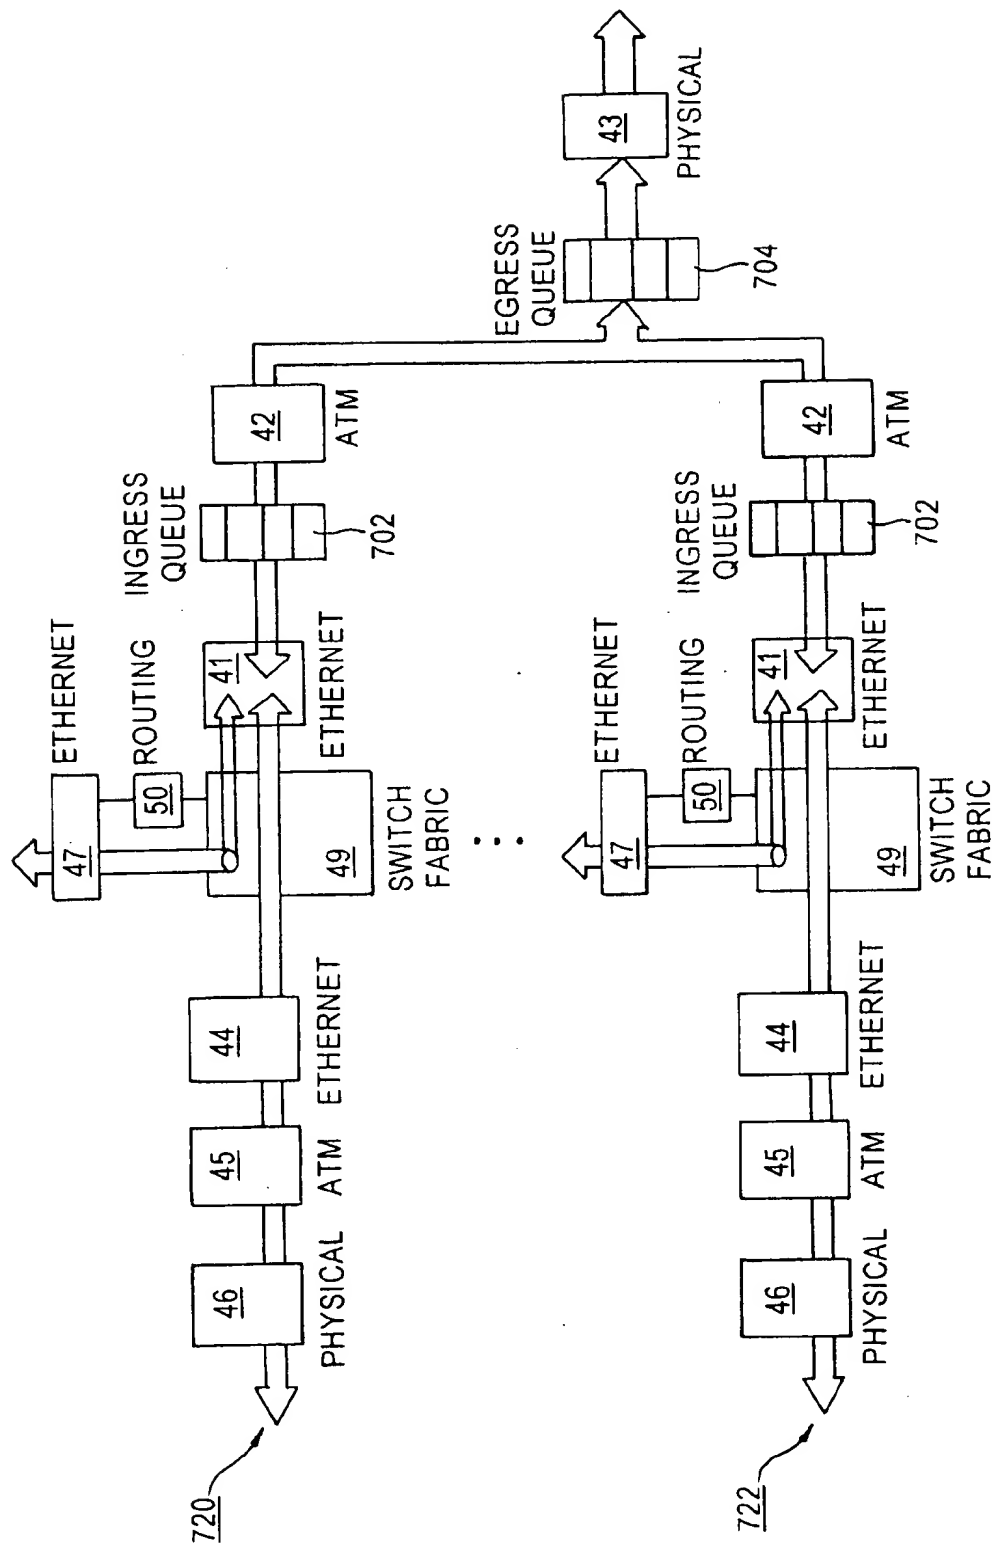 720
46
PHYSICAL
45
ATM
44
ETHERNET
47
ETHERNET
50
ROUTING
49
SWITCH
FABRIC
41
ETHERNET
INGRESS
QUEUE
702
42
ATM
EGRESS
QUEUE
704
43
PHYSICAL
...
722
46
PHYSICAL
45
ATM
44
ETHERNET
47
ETHERNET
50
ROUTING
49
SWITCH
FABRIC
41
ETHERNET
INGRESS
QUEUE
702
42
ATM